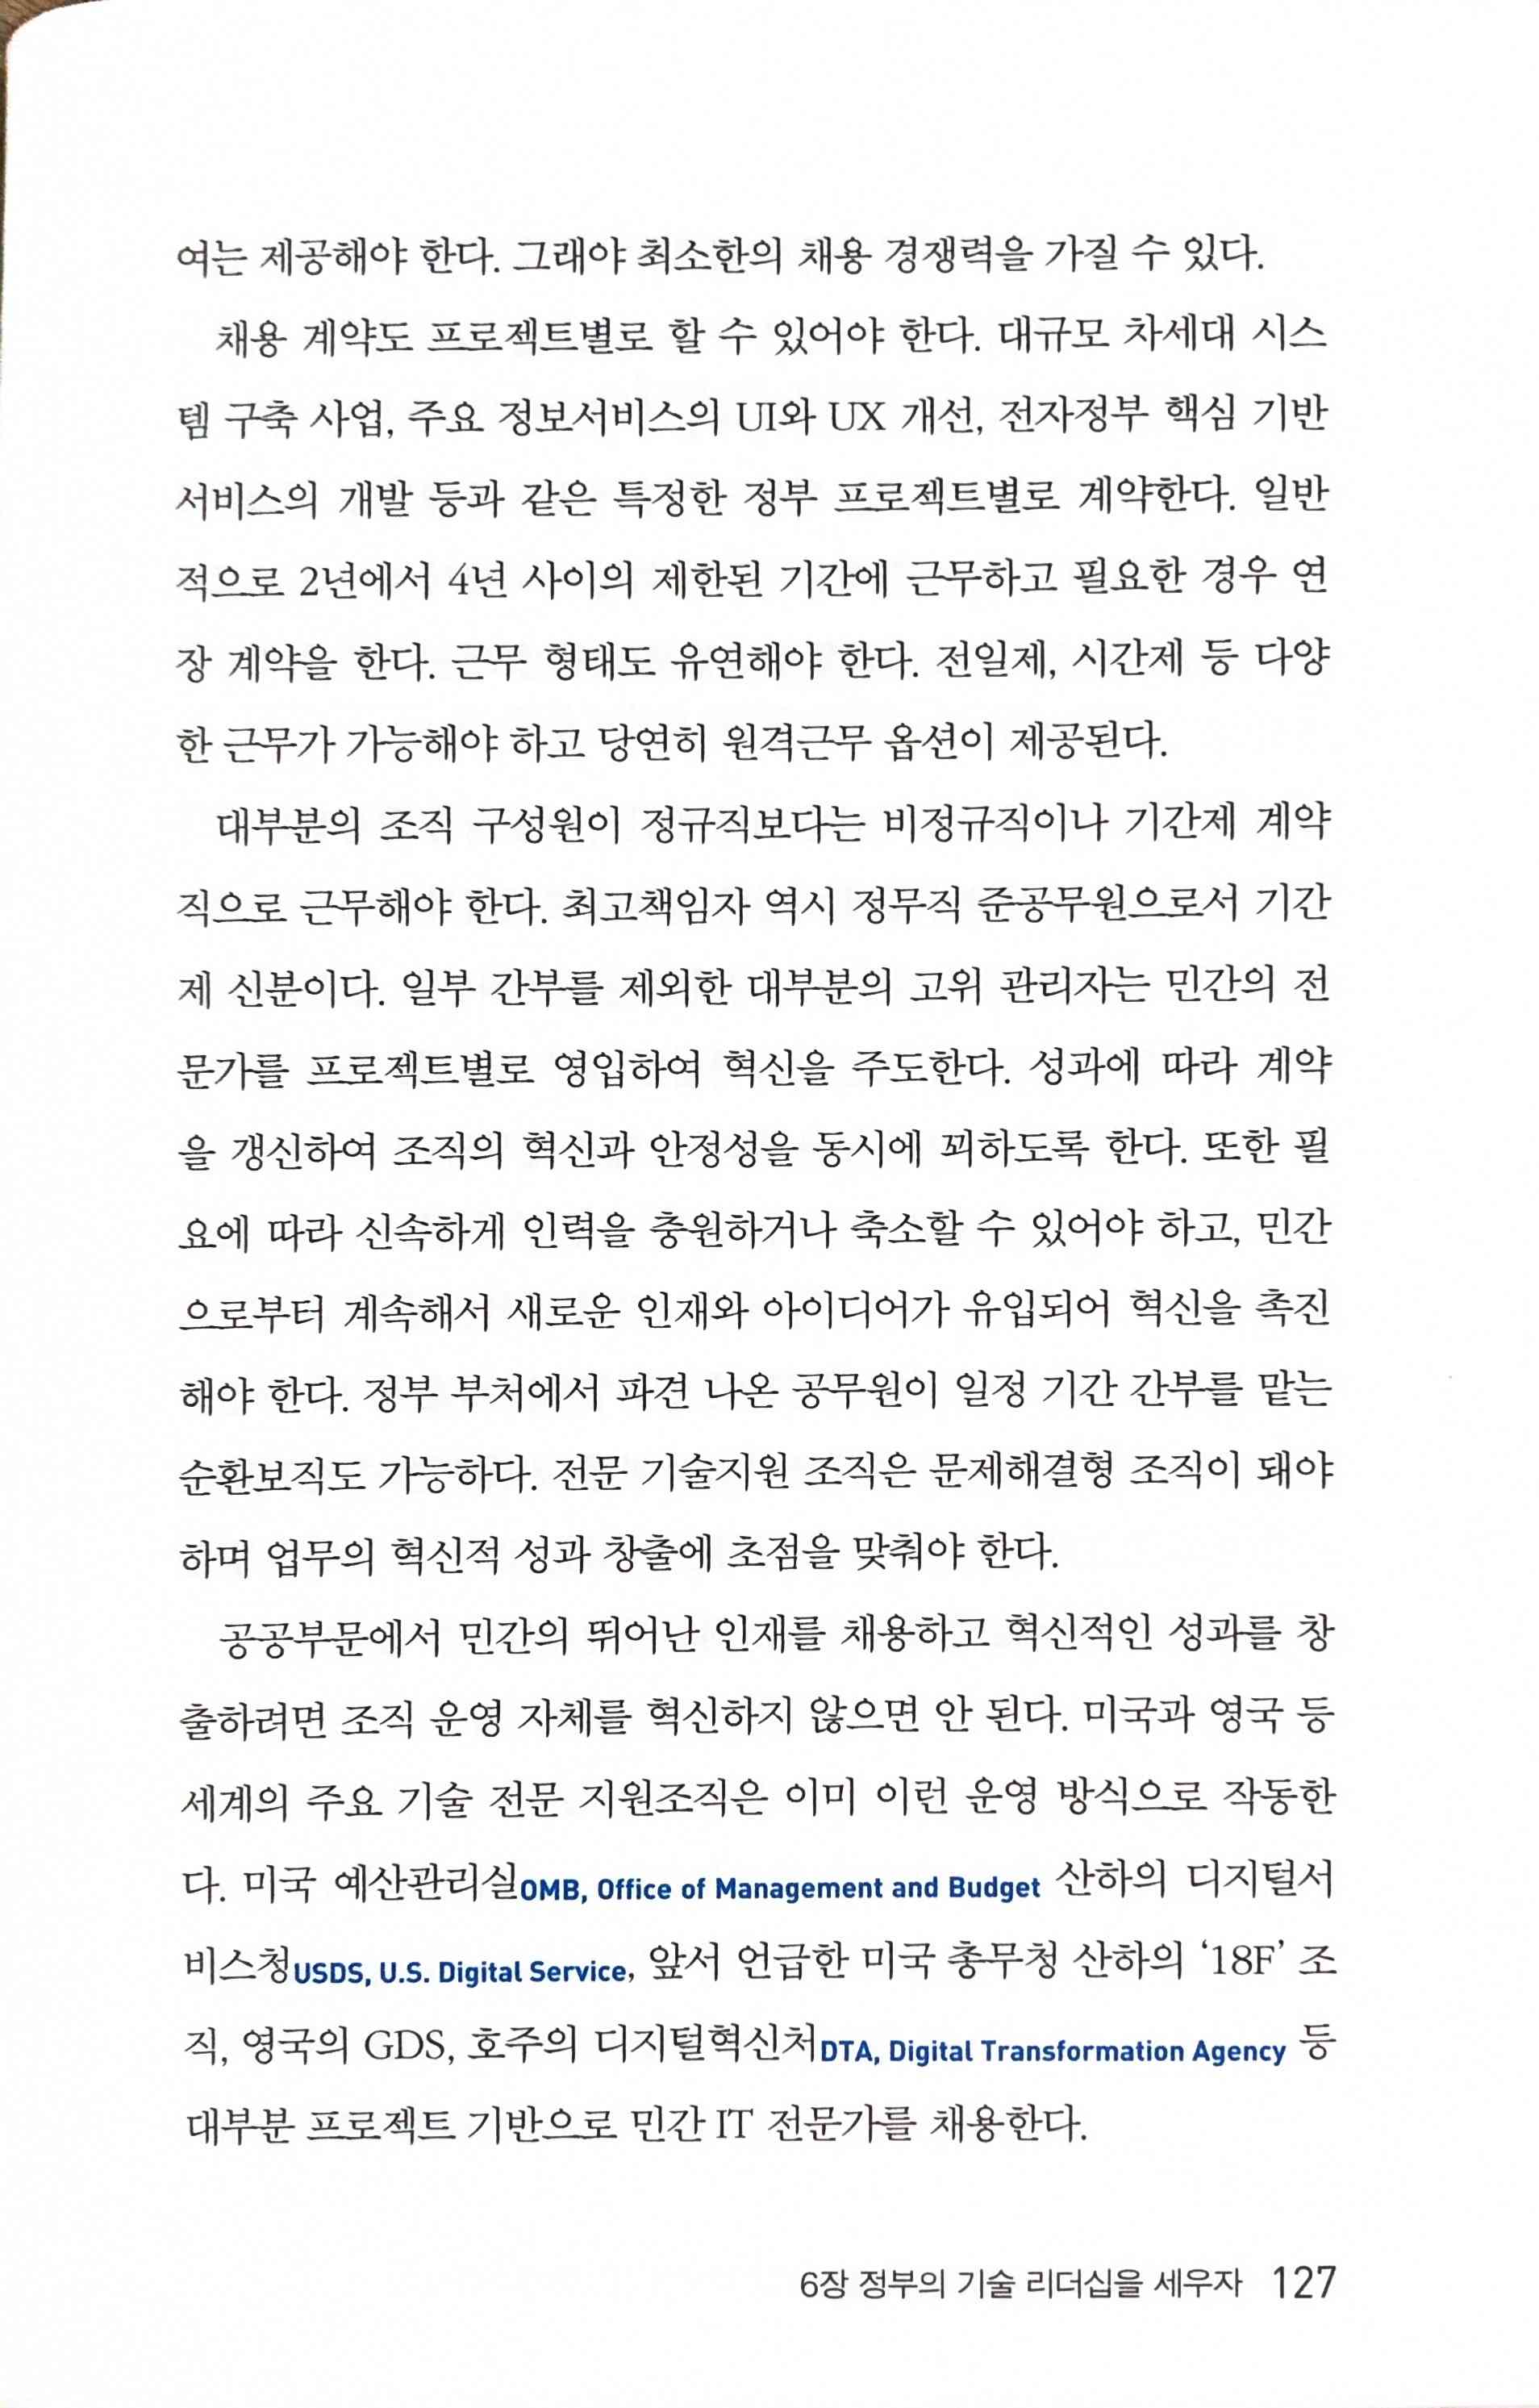 여는 제공해야 한다. 그래야 최소한의 채용 경쟁력을 가질 수 있다.
채용 계약도 프로젝트별로 할 수 있어야 한다. 대규모 차세대 시스
템 구축 사업, 주요 정보서비스의 UI와 UX 개선, 전자정부 핵심 기반
서비스의 개발 등과 같은 특정한 정부 프로젝트별로 계약한다. 일반
적으로 2년에서 4년 사이의 제한된 기간에 근무하고 필요한 경우 연
장 계약을 한다. 근무 형태도 유연해야 한다. 전일제, 시간제 등 다양
한 근무가 가능해야 하고 당연히 원격근무 옵션이 제공된다.
대부분의 조직 구성원이 정규직보다는 비정규직이나 기간제 계약
직으로 근무해야 한다. 최고책임자 역시 정무직 준공무원으로서 기간
제 신분이다. 일부 간부를 제외한 대부분의 고위 관리자는 민간의 전
문가를 프로젝트별로 영입하여 혁신을 주도한다. 성과에 따라 계약
을 갱신하여 조직의 혁신과 안정성을 동시에 꾀하도록 한다. 또한 필
요에 따라 신속하게 인력을 충원하거나 축소할 수 있어야 하고, 민간
으로부터 계속해서 새로운 인재와 아이디어가 유입되어 혁신을 촉진
해야 한다. 정부 부처에서 파견 나온 공무원이 일정 기간 간부를 맡는
순환보직도 가능하다. 전문 기술지원 조직은 문제해결형 조직이 돼야
하며 업무의 혁신적 성과 창출에 초점을 맞춰야 한다.
공공부문에서 민간의 뛰어난 인재를 채용하고 혁신적인 성과를 창
출하려면 조직 운영 자체를 혁신하지 않으면 안 된다. 미국과 영국 등
세계의 주요 기술 전문 지원조직은 이미 이런 운영 방식으로 작동한
다. 미국 예산관리실OMB, Office of Management and Budget 산하의 디지털서
비스청USDS, U.S. Digital Service, 앞서 언급한 미국 총무청 산하의 ‘18F’ 조
직, 영국의 GDS, 호주의 디지털혁신처DTA, Digital Transformation Agency 등
대부분 프로젝트 기반으로 민간 IT 전문가를 채용한다.
6장 정부의 기술 리더십을 세우자 127